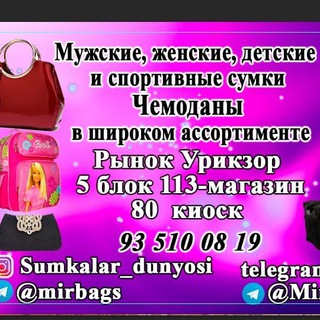 Мужские, женские, детские
и спортивные сумки
Чемоданы
в широком ассортименте
Рынок Урикзор
5 блок 113-магазин
80 киоск
93 510 08 19
Sumkalar_dunyosi
@mirbags
Barbie